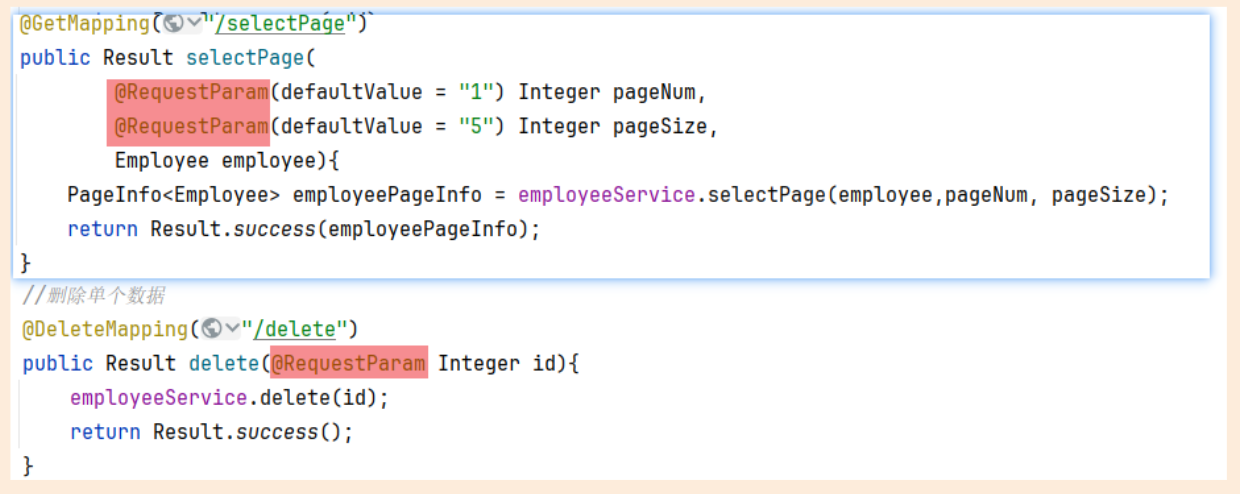 @GetMapping("/selectPage")
public Result selectPage(
@RequestParam(defaultValue = "1") Integer pageNum,
@RequestParam(defaultValue = "5") Integer pageSize,
Employee employee){
PageInfo<Employee> employeePageInfo = employeeService.selectPage(employee,pageNum, pageSize);
return Result.success(employeePageInfo);
}
//删除单个数据
@DeleteMapping("/delete")
public Result delete(@RequestParam Integer id){
employeeService.delete(id);
return Result.success();
}